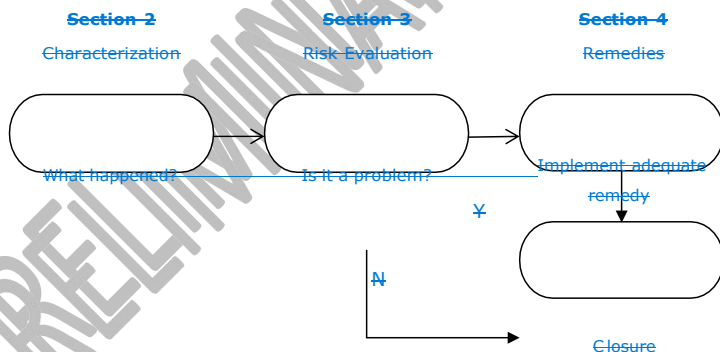 Section 2 Section 3 Section 4
Characterization Risk Evaluation Remedies
What happened? Is it a problem? Implement adequate
remedy
Y
N
Closure
PRELIMINARY